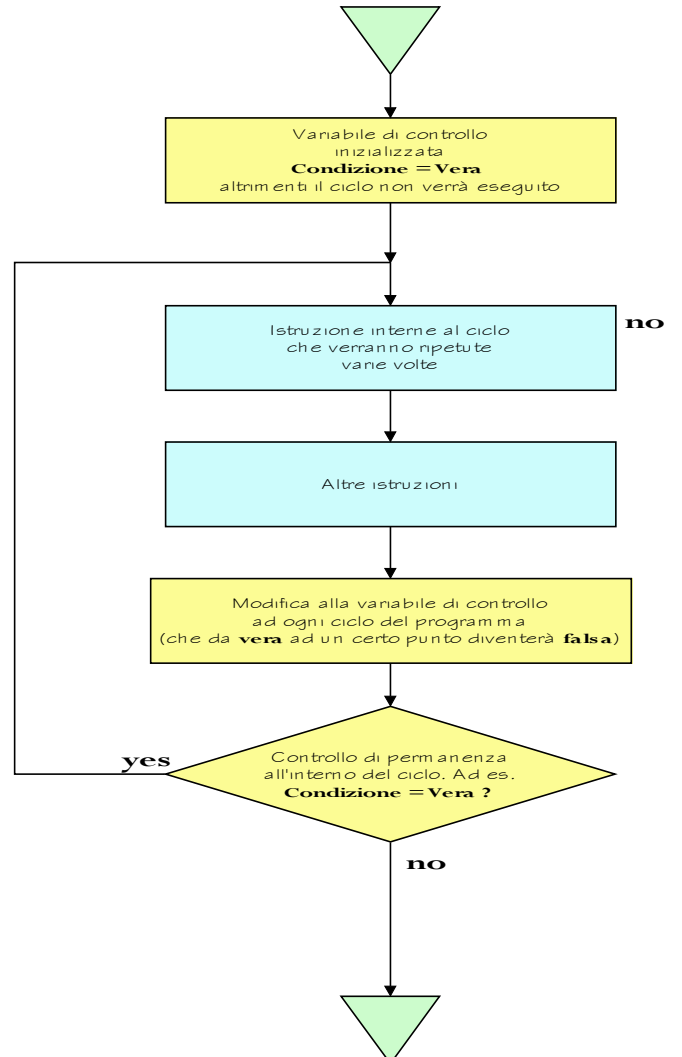 Variabile di controllo
inizializzata
Condizione =Vera
altrimenti il ciclo non verrà eseguito
Istruzione interne al ciclo
che verranno ripetute
varie volte
no
Altre istruzioni
Modifica alla variabile di controllo
ad ogni ciclo del programma
(che da vera ad un certo punto diventerà falsa)
yes
Controllo di permanenza
all'interno del ciclo. Ad es.
Condizione =Vera ?
no